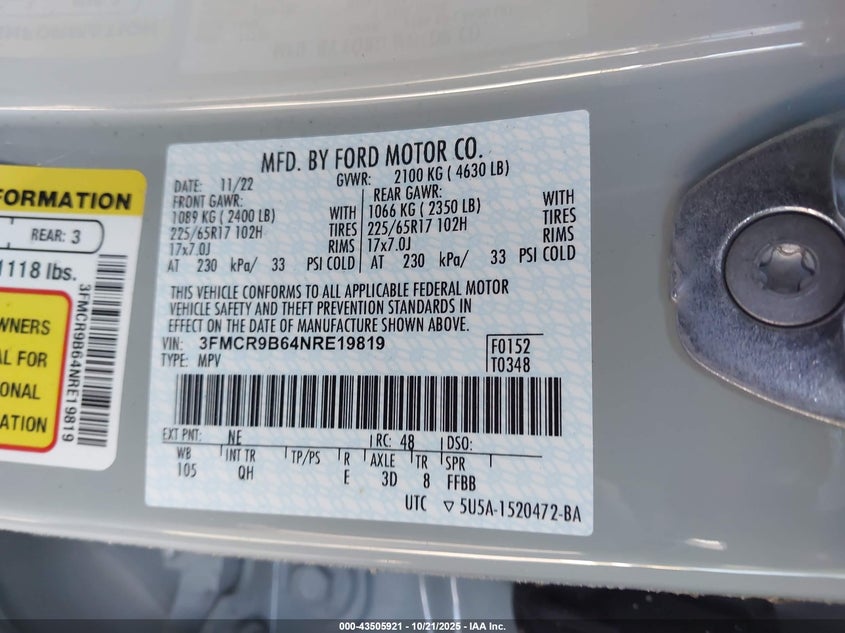 MFD. BY FORD MOTOR CO.
DATE: 11/22 GVWR: 2100 KG ( 4630 LB)
FRONT GAWR: REAR GAWR:
1089 KG ( 2400 LB) WITH 1066 KG ( 2350 LB) WITH
225/65R17 102H TIRES 225/65R17 102H TIRES
17x7.0J RIMS 17x7.0J RIMS
AT 230 kPa/ 33 PSI COLD AT 230 kPa/ 33 PSI COLD
THIS VEHICLE CONFORMS TO ALL APPLICABLE FEDERAL MOTOR
VEHICLE SAFETY AND THEFT PREVENTION STANDARDS IN
EFFECT ON THE DATE OF MANUFACTURE SHOWN ABOVE.
VIN: 3FMCR9B64NRE19819 F0152
TYPE: MPV T0348
EXT PNT: NE RC: 48 DSO:
WB INT TR TP/PS R AXLE TR SPR
105 QH E 3D 8 FFBB
UTC ▽ 5U5A-1520472-BA
FORMATION
REAR: 3
1118 lbs.
WNERS
AL FOR
IONAL
ATION
3FMCR9B64NRE19819
000-43505921 - 10/21/2025 - IAA Inc.